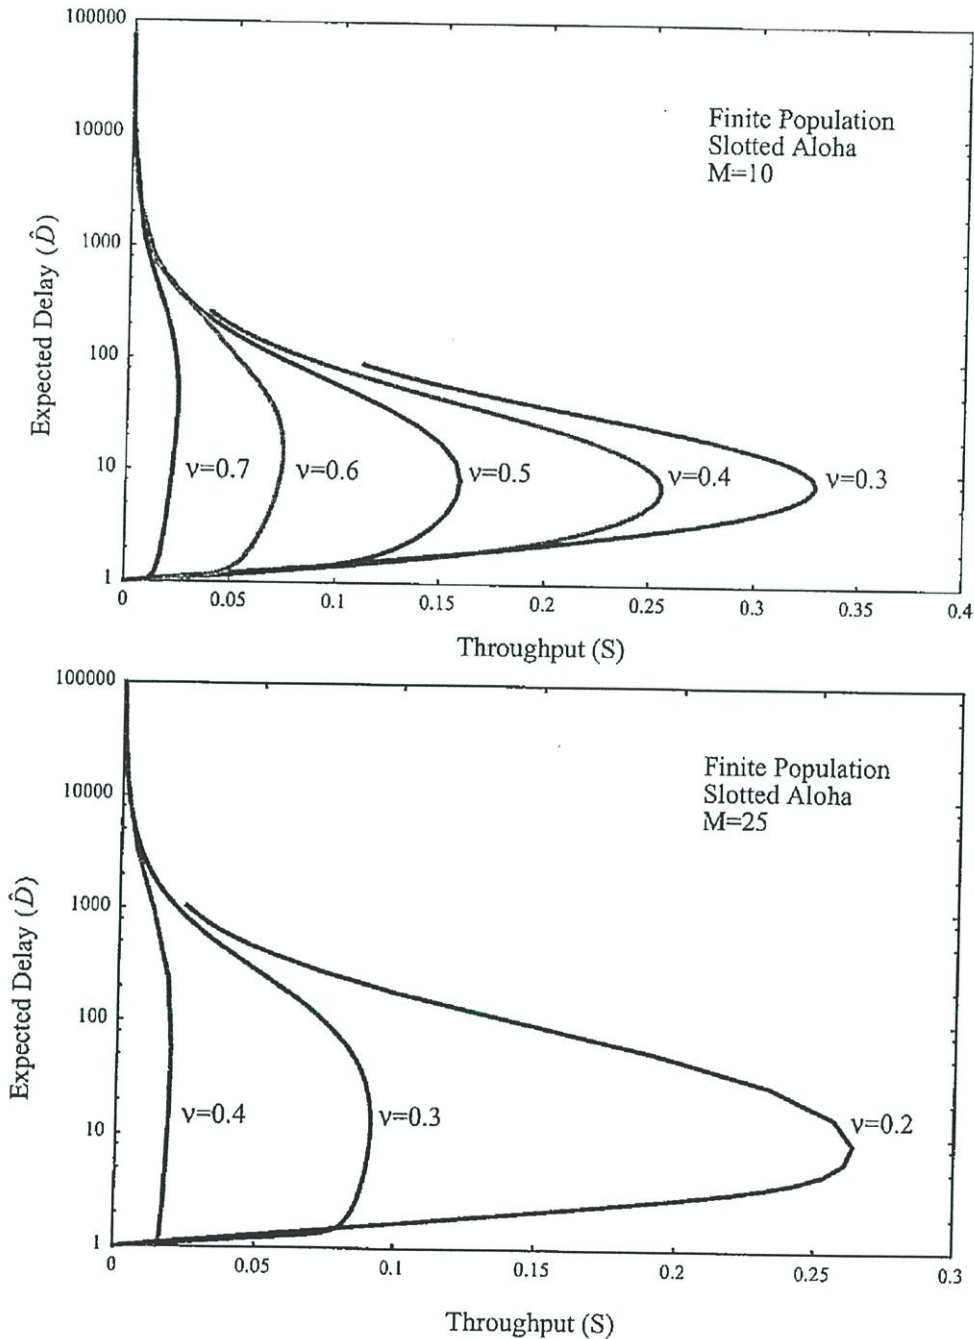 100000
10000
1000
100
10
1
Expected Delay (D̂)
Finite Population
Slotted Aloha
M=10
ν=0.7
ν=0.6
ν=0.5
ν=0.4
ν=0.3
0
0.05
0.1
0.15
0.2
0.25
0.3
0.35
0.4
Throughput (S)
100000
10000
1000
100
10
1
Expected Delay (D̂)
Finite Population
Slotted Aloha
M=25
ν=0.4
ν=0.3
ν=0.2
0
0.05
0.1
0.15
0.2
0.25
0.3
Throughput (S)